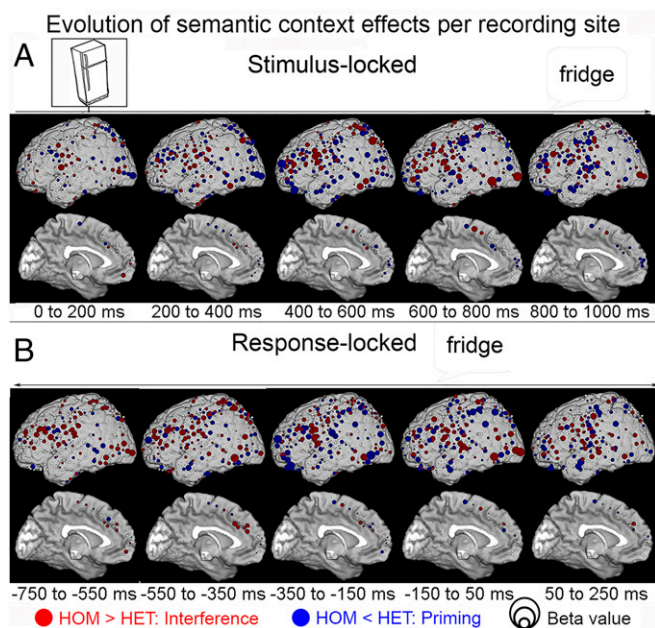 Evolution of semantic context effects per recording site
A
Stimulus-locked
fridge
0 to 200 ms
200 to 400 ms
400 to 600 ms
600 to 800 ms
800 to 1000 ms
B
Response-locked
fridge
-750 to -550 ms
-550 to -350 ms
-350 to -150 ms
-150 to 50 ms
50 to 250 ms
HOM > HET: Interference
HOM < HET: Priming
Beta value